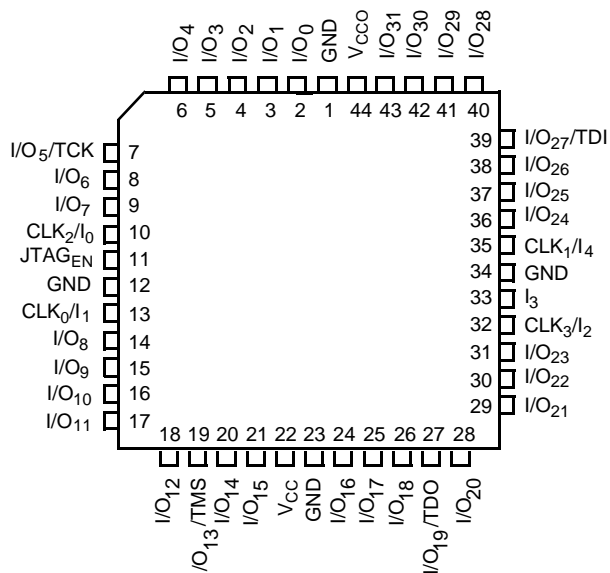 I/O4 I/O3 I/O2 I/O1 I/O0 GND VCCO I/O31 I/O30 I/O29 I/O28
6 5 4 3 2 1 44 43 42 41 40
I/O5/TCK 7
I/O6 8
I/O7 9
CLK2/I0 10
JTAGEN 11
GND 12
CLK0/I1 13
I/O8 14
I/O9 15
I/O10 16
I/O11 17
39 I/O27/TDI
38 I/O26
37 I/O25
36 I/O24
35 CLK1/I4
34 GND
33 I3
32 CLK3/I2
31 I/O23
30 I/O22
29 I/O21
18 19 20 21 22 23 24 25 26 27 28
I/O12 /O13/TMS I/O14 I/O15 VCC GND I/O16 I/O17 I/O18 I/O19/TDO I/O20